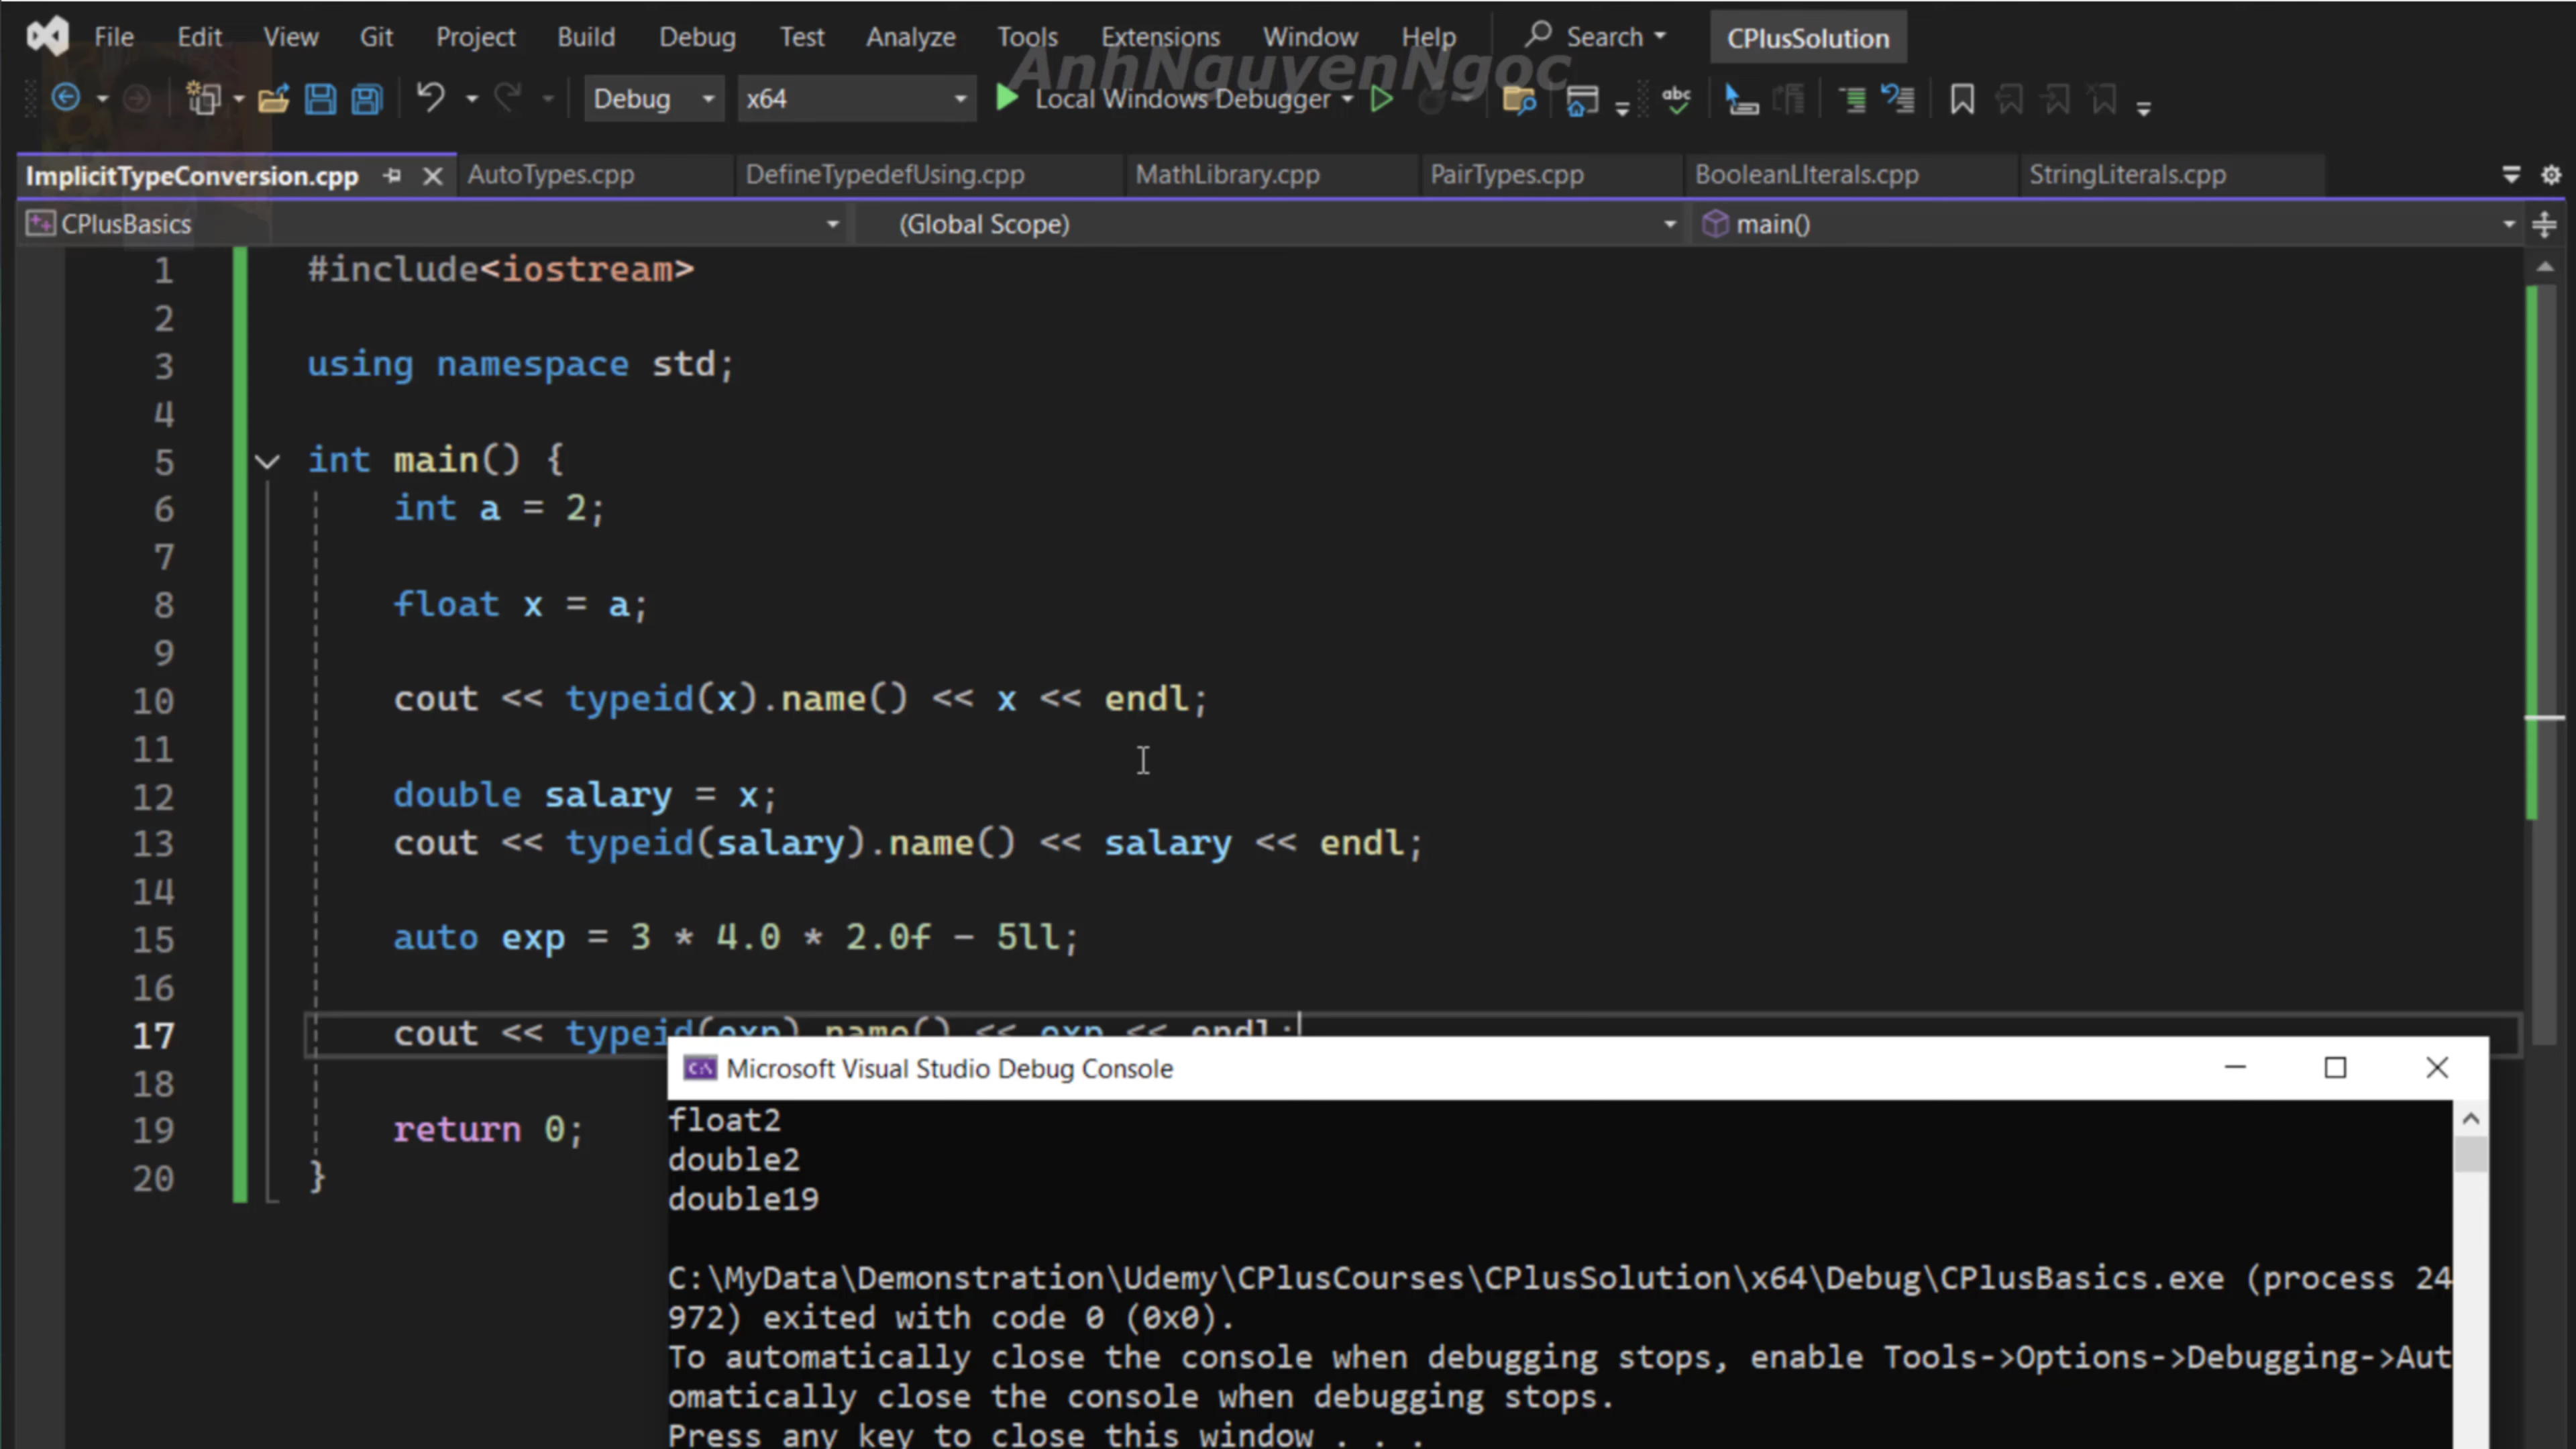 File Edit View Git Project Build Debug Test Analyze Tools Extensions Window Help Search CPlusSolution
AnhNguyenNgoc
Debug x64 Local Windows Debugger abc
ImplicitTypeConversion.cpp AutoTypes.cpp DefineTypedefUsing.cpp MathLibrary.cpp PairTypes.cpp BooleanLIterals.cpp StringLiterals.cpp
CPlusBasics (Global Scope) main()
1 #include<iostream>
2
3 using namespace std;
4
5 int main() {
6 int a = 2;
7
8 float x = a;
9
10 cout << typeid(x).name() << x << endl;
11
12 double salary = x;
13 cout << typeid(salary).name() << salary << endl;
14
15 auto exp = 3 * 4.0 * 2.0f - 5ll;
16
17 cout << typeid(exp).name() << exp << endl;
18
19 return 0;
20 }
Microsoft Visual Studio Debug Console
float2
double2
double19
C:\MyData\Demonstration\Udemy\CPlusCourses\CPlusSolution\x64\Debug\CPlusBasics.exe (process 24
972) exited with code 0 (0x0).
To automatically close the console when debugging stops, enable Tools->Options->Debugging->Aut
omatically close the console when debugging stops.
Press any key to close this window . . .